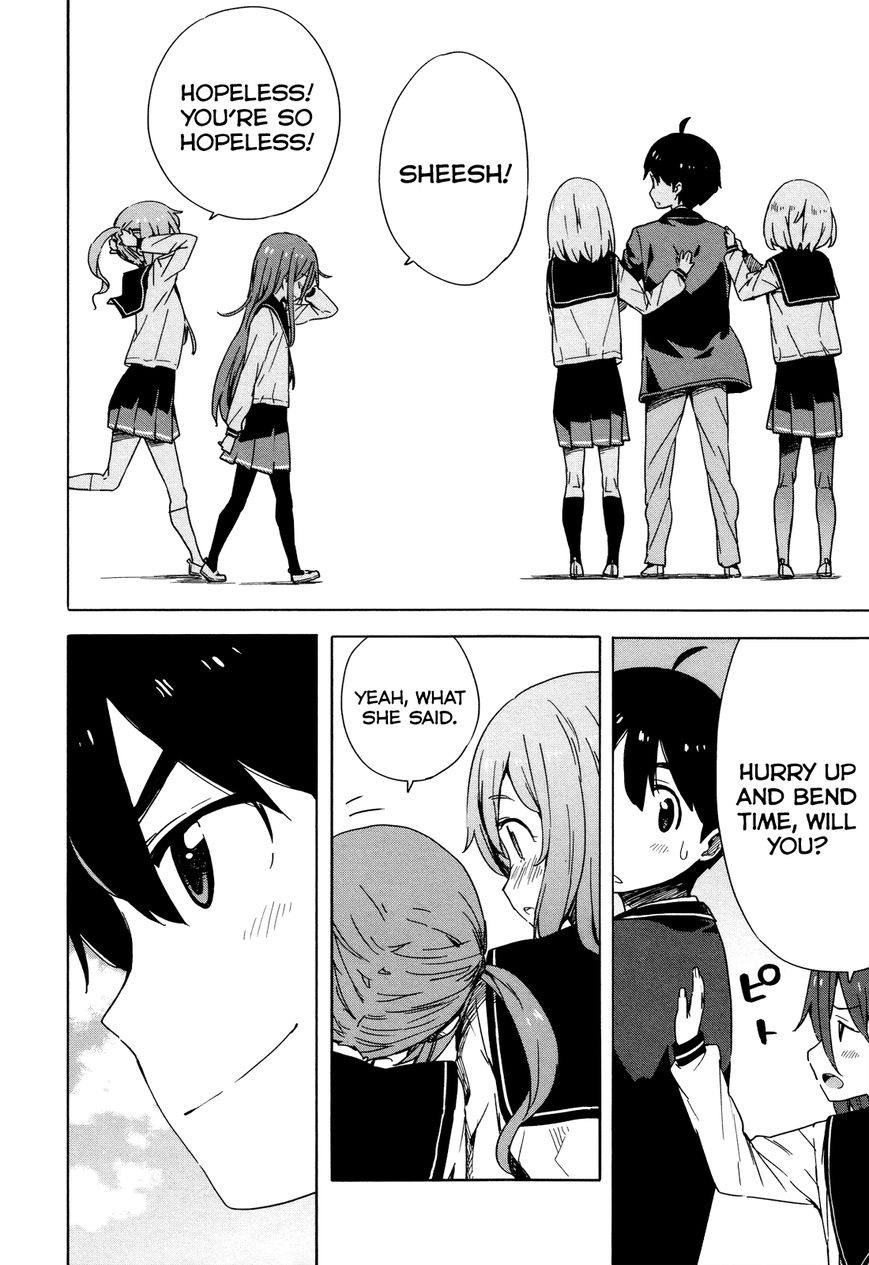 SHEESH!
HOPELESS!
YOU'RE SO
HOPELESS!
HURRY UP
AND BEND
TIME, WILL
YOU?
ピト
YEAH, WHAT
SHE SAID.